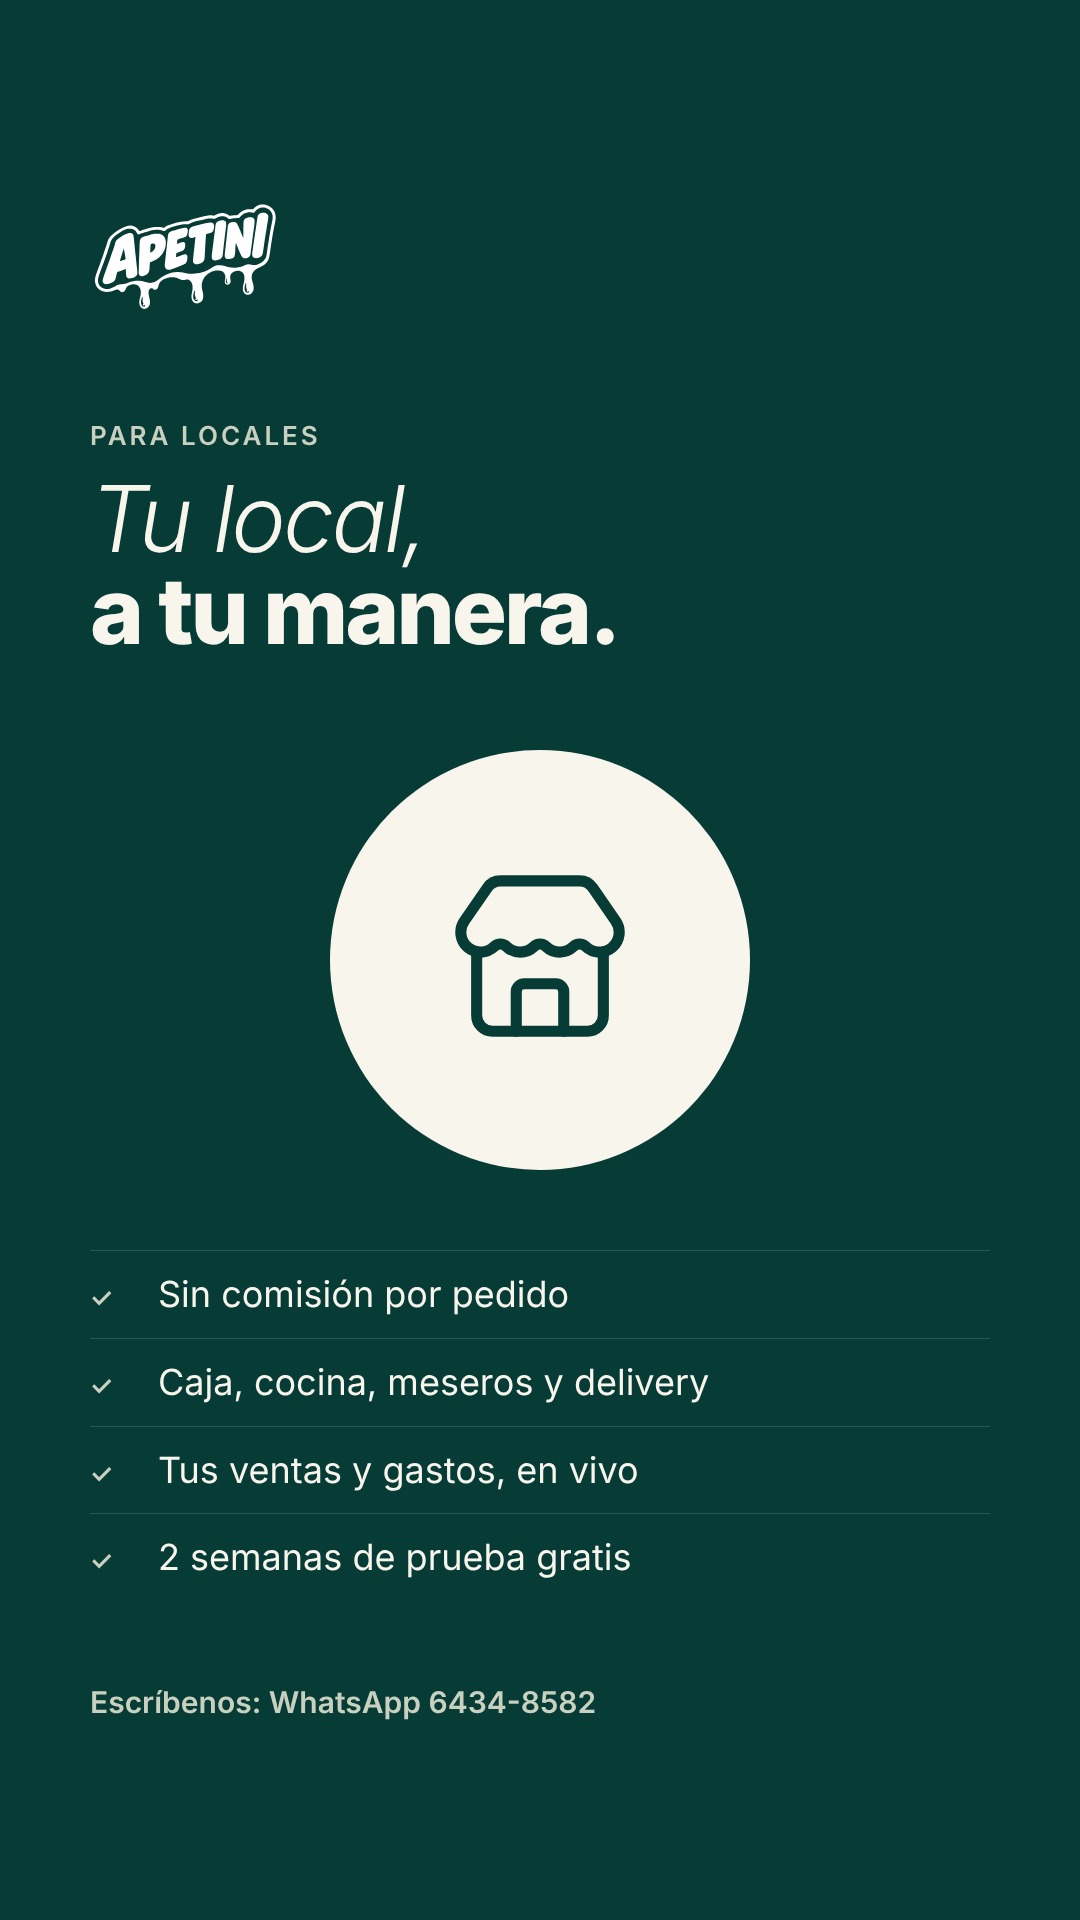 APETINI
PARA LOCALES
Tu local,
a tu manera.
Sin comisión por pedido
Caja, cocina, meseros y delivery
Tus ventas y gastos, en vivo
2 semanas de prueba gratis
Escríbenos: WhatsApp 6434-8582